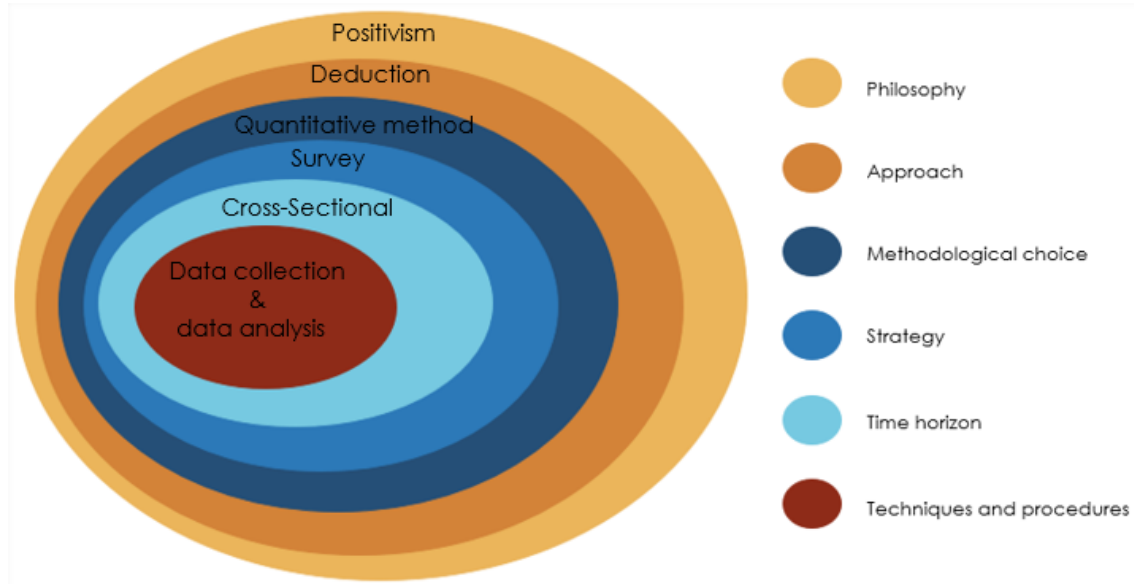 Positivism
Deduction
Quantitative method
Survey
Cross-Sectional
Data collection
&
data analysis
Philosophy
Approach
Methodological choice
Strategy
Time horizon
Techniques and procedures